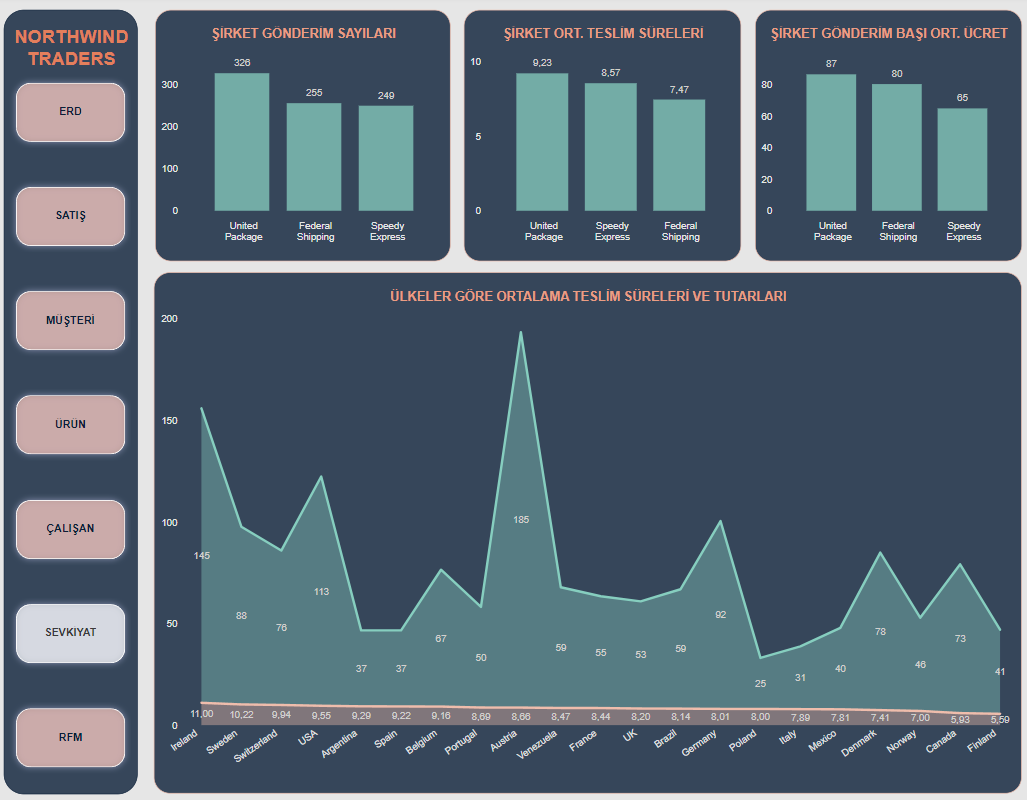 NORTHWIND
TRADERS
ERD
SATIŞ
MÜŞTERİ
ÜRÜN
ÇALIŞAN
SEVKIYAT
RFM
ŞİRKET GÖNDERİM SAYILARI
300
200
100
0
326
255
249
United
Package
Federal
Shipping
Speedy
Express
ŞİRKET ORT. TESLİM SÜRELERİ
10
5
0
9,23
8,57
7,47
United
Package
Federal
Shipping
Speedy
Express
ŞİRKET GÖNDERİM BAŞI ORT. ÜCRET
80
60
40
20
0
87
80
65
United
Package
Federal
Shipping
Speedy
Express
ÜLKELER GÖRE ORTALAMA TESLİM SÜRELERİ VE TUTARLARI
200
150
100
50
0
145
88
76
113
37
37
67
50
185
59
55
53
59
92
25
31
40
78
46
73
41
11,00
10,22
9,94
9,55
9,29
9,22
9,16
8,69
8,66
8,47
8,44
8,20
8,14
8,01
8,00
7,89
7,81
7,41
7,00
5,93
5,59
Ireland
Sweden
Switzerland
USA
Argentina
Spain
Belgium
Portugal
Austria
Venezuela
France
UK
Brazil
Germany
Poland
Italy
Mexico
Denmark
Norway
Canada
Finland